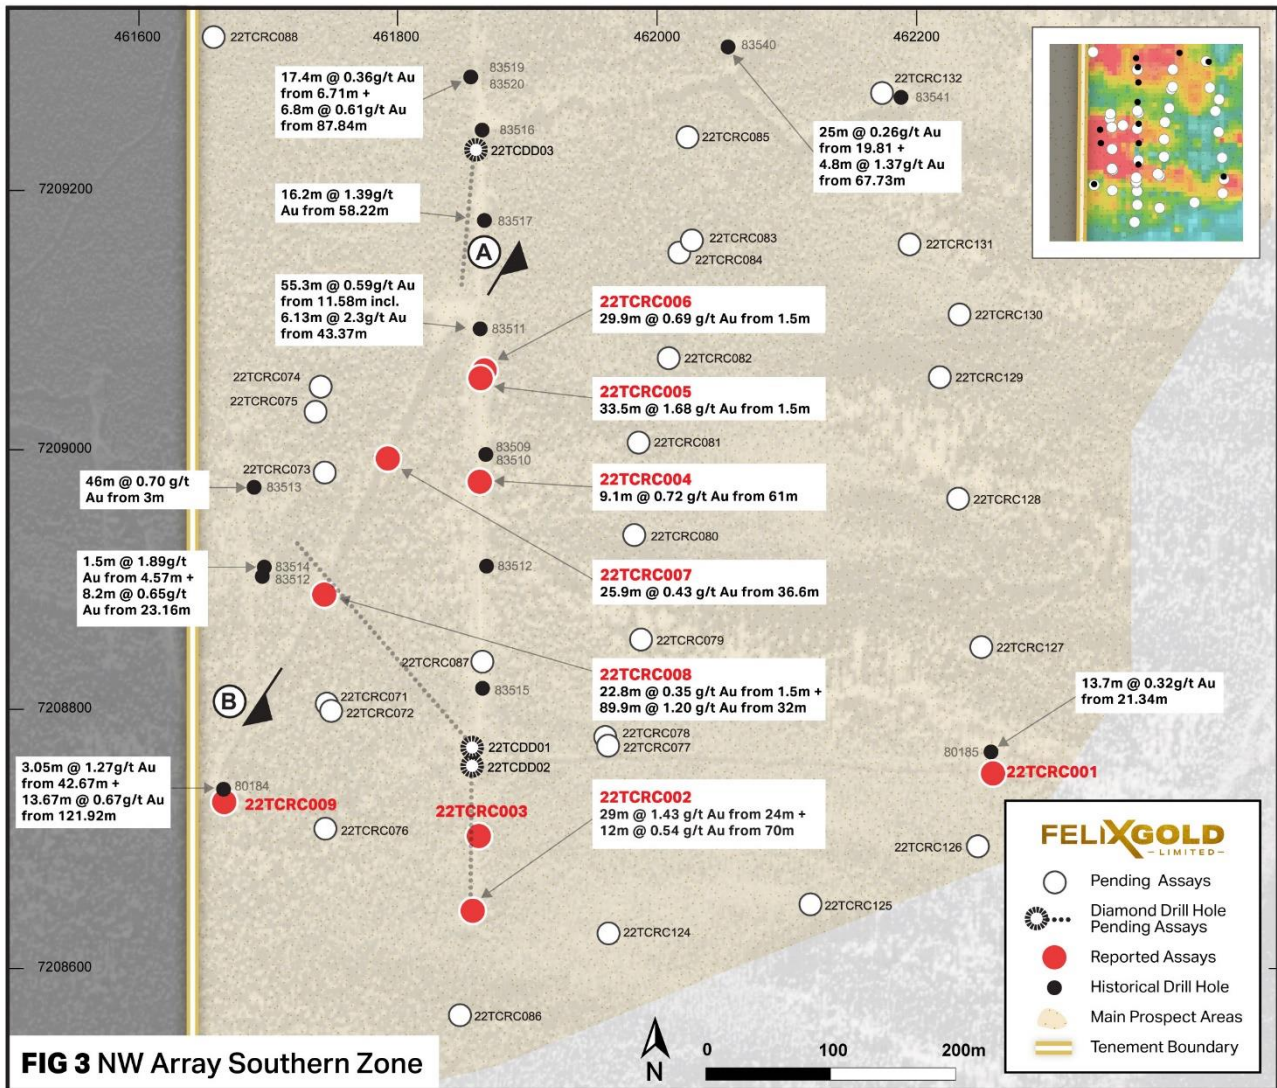 461600
461800
462000
462200
22TCRC088
17.4m @ 0.36g/t Au
from 6.71m +
6.8m @ 0.61g/t Au
from 87.84m
83519
83520
83516
22TCDD03
83540
22TCRC085
22TCRC132
83541
25m @ 0.26g/t Au
from 19.81 +
4.8m @ 1.37g/t Au
from 67.73m
7209200
16.2m @ 1.39g/t
Au from 58.22m
83517
A
22TCRC083
22TCRC084
22TCRC131
55.3m @ 0.59g/t Au
from 11.58m incl.
6.13m @ 2.3g/t Au
from 43.37m
83511
22TCRC006
29.9m @ 0.69 g/t Au from 1.5m
22TCRC130
22TCRC082
22TCRC129
22TCRC074
22TCRC075
22TCRC005
33.5m @ 1.68 g/t Au from 1.5m
7209000
22TCRC081
83509
83510
22TCRC073
46m @ 0.70 g/t
Au from 3m
83513
22TCRC004
9.1m @ 0.72 g/t Au from 61m
22TCRC128
22TCRC080
1.5m @ 1.89g/t
Au from 4.57m +
8.2m @ 0.65g/t
Au from 23.16m
83514
83512
83512
22TCRC007
25.9m @ 0.43 g/t Au from 36.6m
22TCRC079
22TCRC127
22TCRC087
83515
22TCRC008
22.8m @ 0.35 g/t Au from 1.5m +
89.9m @ 1.20 g/t Au from 32m
13.7m @ 0.32g/t Au
from 21.34m
B
22TCRC071
22TCRC072
7208800
22TCRC078
22TCRC077
22TCDD01
22TCDD02
80185
22TCRC001
3.05m @ 1.27g/t Au
from 42.67m +
13.67m @ 0.67g/t Au
from 121.92m
80184
22TCRC009
22TCRC003
22TCRC002
29m @ 1.43 g/t Au from 24m +
12m @ 0.54 g/t Au from 70m
22TCRC076
22TCRC126
22TCRC125
22TCRC124
7208600
22TCRC086
FELIXGOLD
LIMITED
Pending Assays
Diamond Drill Hole
Pending Assays
Reported Assays
Historical Drill Hole
Main Prospect Areas
Tenement Boundary
FIG 3 NW Array Southern Zone
N
0
100
200m